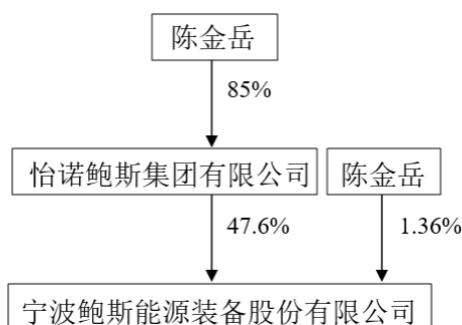 陈金岳
85%
怡诺鲍斯集团有限公司
陈金岳
47.6%
1.36%
宁波鲍斯能源装备股份有限公司